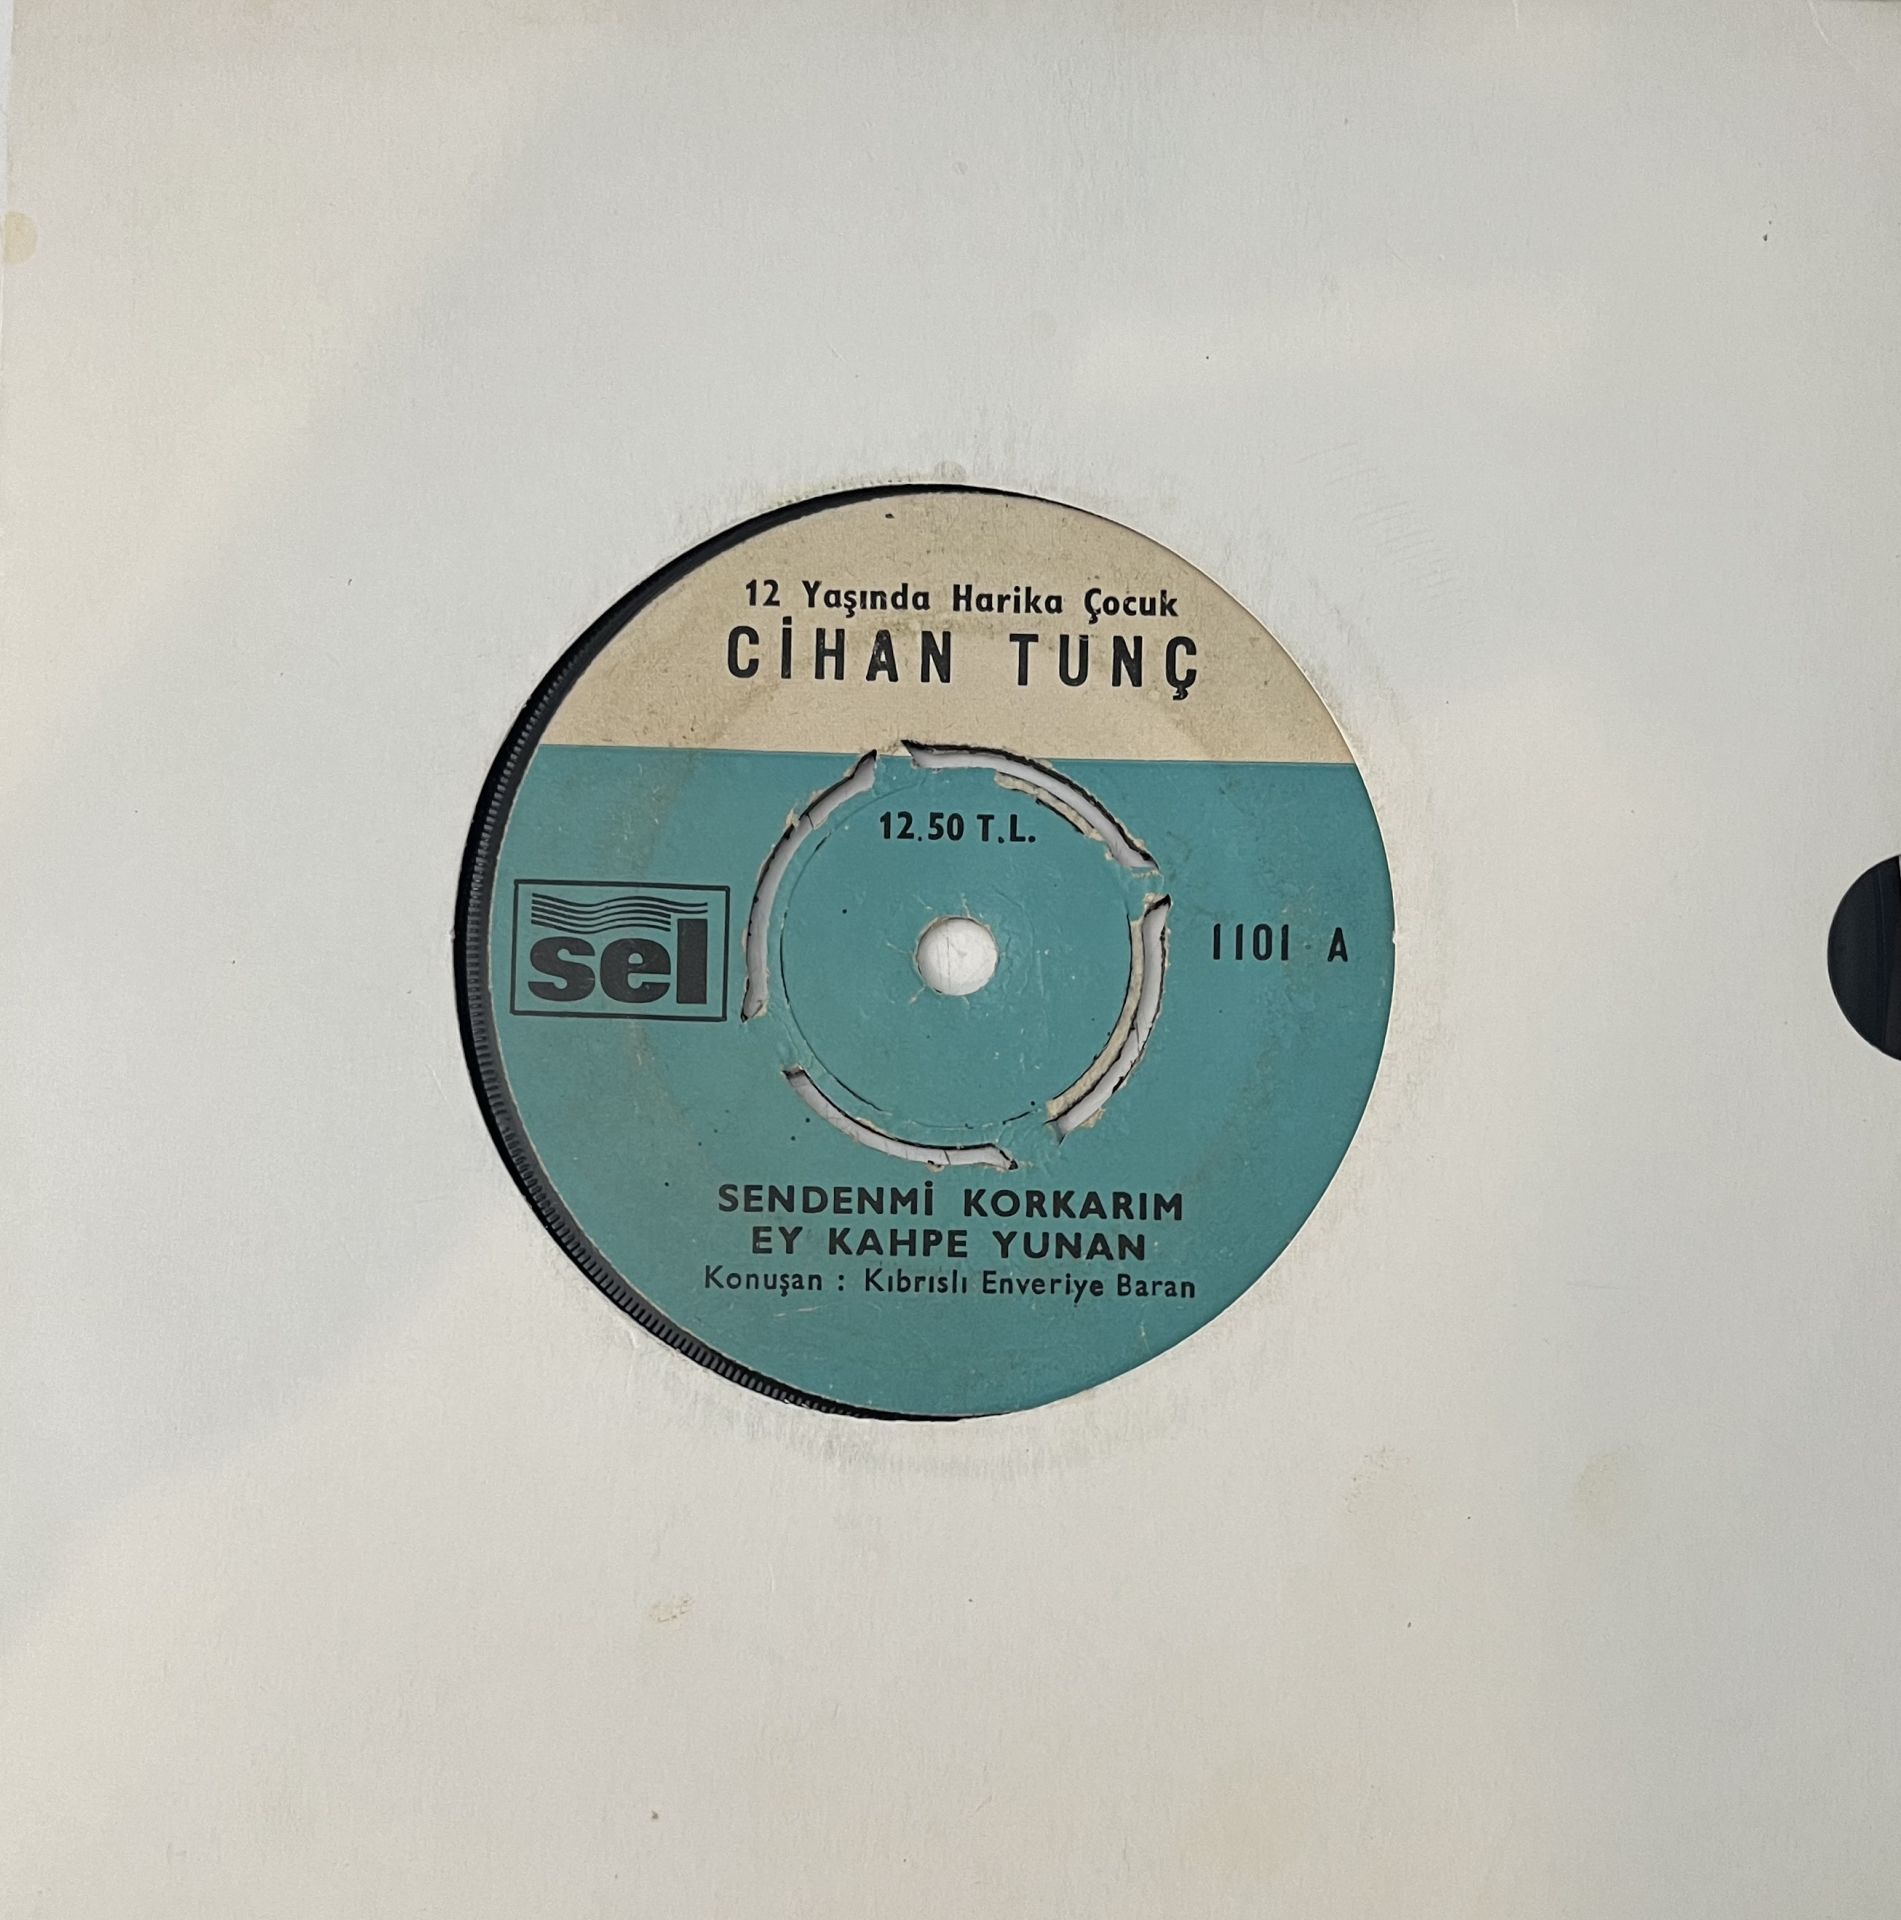 12 Yaşında Harika Çocuk
CİHAN TUNÇ
12.50 T.L.
sel
1101 A
SENDENMİ KORKARIM
EY KAHPE YUNAN
Konuşan : Kıbrıslı Enveriye Baran